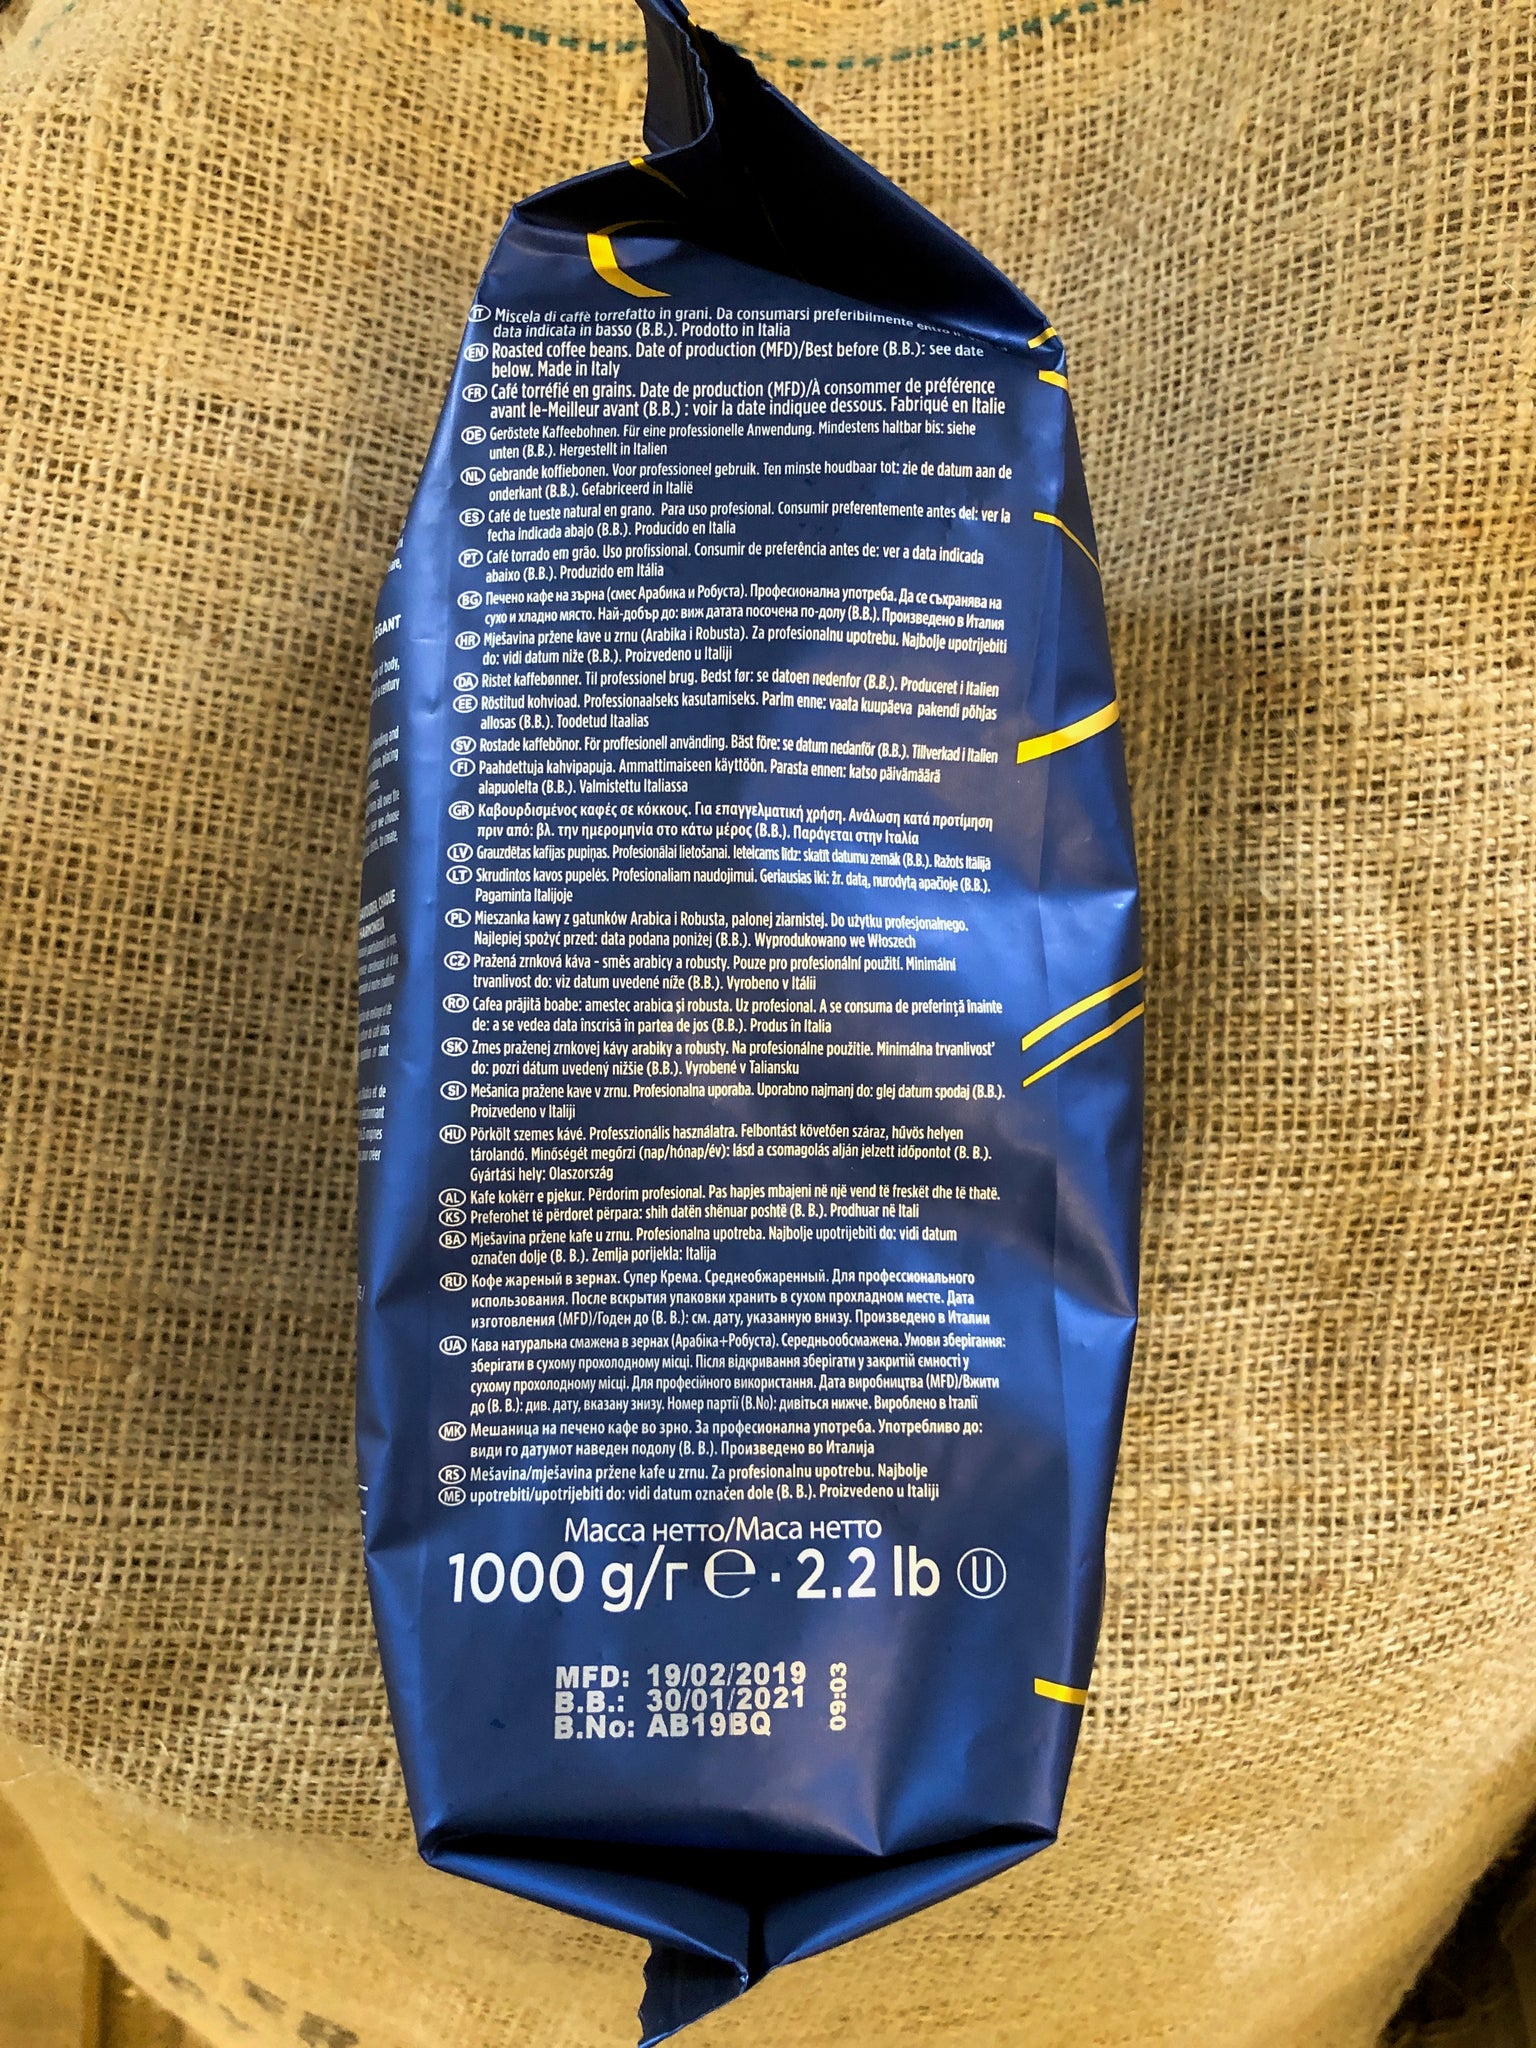 IT Miscela di caffè torrefatto in grani. Da consumarsi preferibilmente entro
data indicata in basso (B.B.). Prodotto in Italia
EN Roasted coffee beans. Date of production (MFD)/Best before (B.B.): see date
below. Made in Italy
FR Café torréfié en grains. Date de production (MFD)/À consommer de préférence
avant le-Meilleur avant (B.B.) : voir la date indiquee dessous. Fabriqué en Italie
DE Geröstete Kaffeebohnen. Für eine professionelle Anwendung. Mindestens haltbar bis: siehe
unten (B.B.). Hergestellt in Italien
NL Gebrande koffiebonen. Voor professioneel gebruik. Ten minste houdbaar tot: zie de datum aan de
onderkant (B.B.). Gefabriceerd in Italië
ES Café de tueste natural en grano. Para uso profesional. Consumir preferentemente antes del: ver la
fecha indicada abajo (B.B.). Producido en Italia
PT Café torrado em grão. Uso profissional. Consumir de preferência antes de: ver a data indicada
abaixo (B.B.). Produzido em Itália
BG Печено кафе на зърна (смес Арабика и Робуста). Професионална употреба. Да се съхранява на
сухо и хладно място. Най-добър до: виж датата посочена по-долу (B.B.). Произведено в Италия
HR Mješavina pržene kave u zrnu (Arabika i Robusta). Za profesionalnu upotrebu. Najbolje upotrijebiti
do: vidi datum niže (B.B.). Proizvedeno u Italiji
DA Ristet kaffebønner. Til professionel brug. Bedst før: se datoen nedenfor (B.B.). Produceret i Italien
EE Röstitud kohvioad. Professionaalseks kasutamiseks. Parim enne: vaata kuupäeva pakendi põhjas
allosas (B.B.). Toodetud Itaalias
SV Rostade kaffebönor. För proffesionell använding. Bäst före: se datum nedanför (B.B.). Tillverkad i Italien
FI Paahdettuja kahvipapuja. Ammattimaiseen käyttöön. Parasta ennen: katso päivämäärä
alapuolelta (B.B.). Valmistettu Italiassa
GR Καβουρδισμένος καφές σε κόκκους. Για επαγγελματική χρήση. Ανάλωση κατά προτίμηση
πριν από: βλ. την ημερομηνία στο κάτω μέρος (B.B.). Παράγεται στην Ιταλία
LV Grauzdētas kafijas pupiņas. Profesionālai lietošanai. Ieteicams līdz: skatīt datumu zemāk (B.B.). Ražots Itālijā
LT Skrudintos kavos pupelės. Profesionaliam naudojimui. Geriausias iki: žr. datą, nurodytą apačioje (B.B.).
Pagaminta Italijoje
PL Mieszanka kawy z gatunków Arabica i Robusta, palonej ziarnistej. Do użytku profesjonalnego.
Najlepiej spożyć przed: data podana poniżej (B.B.). Wyprodukowano we Włoszech
CZ Pražená zrnková káva - směs arabicy a robusty. Pouze pro profesionální použití. Minimální
trvanlivost do: viz datum uvedené níže (B.B.). Vyrobeno v Itálii
RO Cafea prăjită boabe: amestec arabica și robusta. Uz profesional. A se consuma de preferinţă înainte
de: a se vedea data înscrisă în partea de jos (B.B.). Produs în Italia
SK Zmes praženej zrnkovej kávy arabiky a robusty. Na profesionálne použitie. Minimálna trvanlivosť
do: pozri dátum uvedený nižšie (B.B.). Vyrobené v Taliansku
SI Mešanica pražene kave v zrnu. Profesionalna uporaba. Uporabno najmanj do: glej datum spodaj (B.B.).
Proizvedeno v Italiji
HU Pörkölt szemes kávé. Professzionális használatra. Felbontást követően száraz, hűvös helyen
tárolandó. Minőségét megőrzi (nap/hónap/év): lásd a csomagolás alján jelzett időpontot (B. B.).
Gyártási hely: Olaszország
AL Kafe kokërr e pjekur. Përdorim profesional. Pas hapjes mbajeni në një vend të freskët dhe të thatë.
KS Preferohet të përdoret përpara: shih datën shënuar poshtë (B. B.). Prodhuar në Itali
BA Mješavina pržene kafe u zrnu. Profesionalna upotreba. Najbolje upotrijebiti do: vidi datum
označen dolje (B. B.). Zemlja porijekla: Italija
RU Кофе жареный в зернах. Супер Крема. Среднеобжаренный. Для профессионального
использования. После вскрытия упаковки хранить в сухом прохладном месте. Дата
изготовления (MFD)/Годен до (B. B.): см. дату, указанную внизу. Произведено в Италии
UA Кава натуральна смажена в зернах (Арабіка+Робуста). Середньообсмажена. Умови зберігання:
зберігати в сухому прохолодному місці. Після відкривання зберігати у закритій ємності у
сухому прохолодному місці. Для професійного використання. Дата виробництва (MFD)/Вжити
до (B. B.): див. дату, вказану знизу. Номер партії (B.No): дивіться нижче. Вироблено в Італії
MK Мешаница на печено кафе во зрно. За професионална употреба. Употребливо до:
види го датумот наведен подолу (B. B.). Произведено во Италија
RS Mešavina/mješavina pržene kafe u zrnu. Za profesionalnu upotrebu. Najbolje
ME upotrebiti/upotrijebiti do: vidi datum označen dole (B. B.). Proizvedeno u Italiji
Масса нетто/Маса нетто
1000 g/г e · 2.2 lb U
MFD: 19/02/2019
B.B.: 30/01/2021
B.No: AB19BQ
09:03